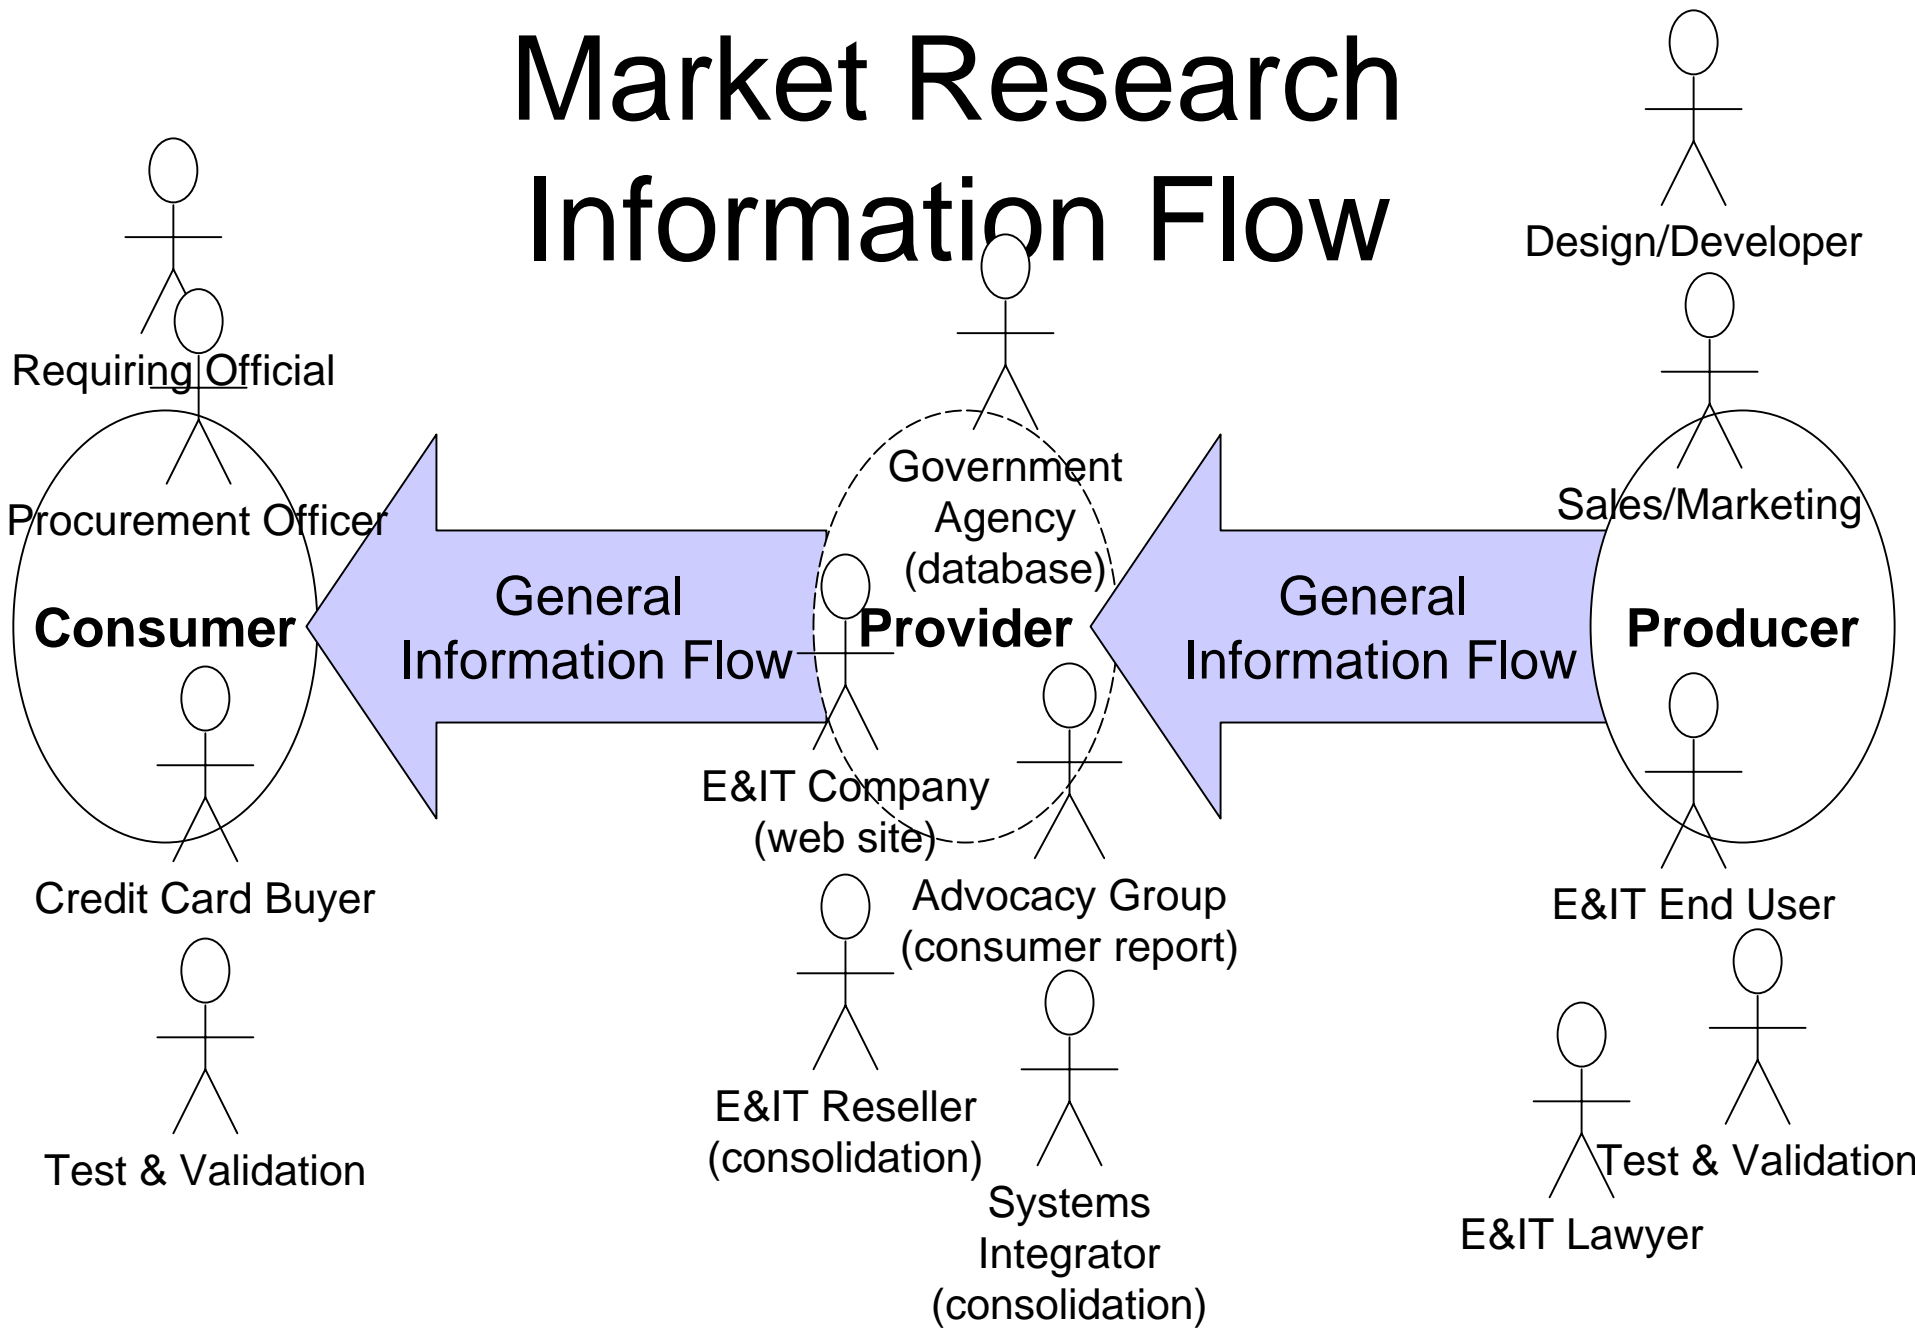 Market Research
Information Flow
Requiring Official
Procurement Officer
Consumer
Credit Card Buyer
Test & Validation
General
Information Flow
Government
Agency
(database)
Provider
E&IT Company
(web site)
Advocacy Group
(consumer report)
E&IT Reseller
(consolidation)
Systems
Integrator
(consolidation)
General
Information Flow
Design/Developer
Sales/Marketing
Producer
E&IT End User
Test & Validation
E&IT Lawyer